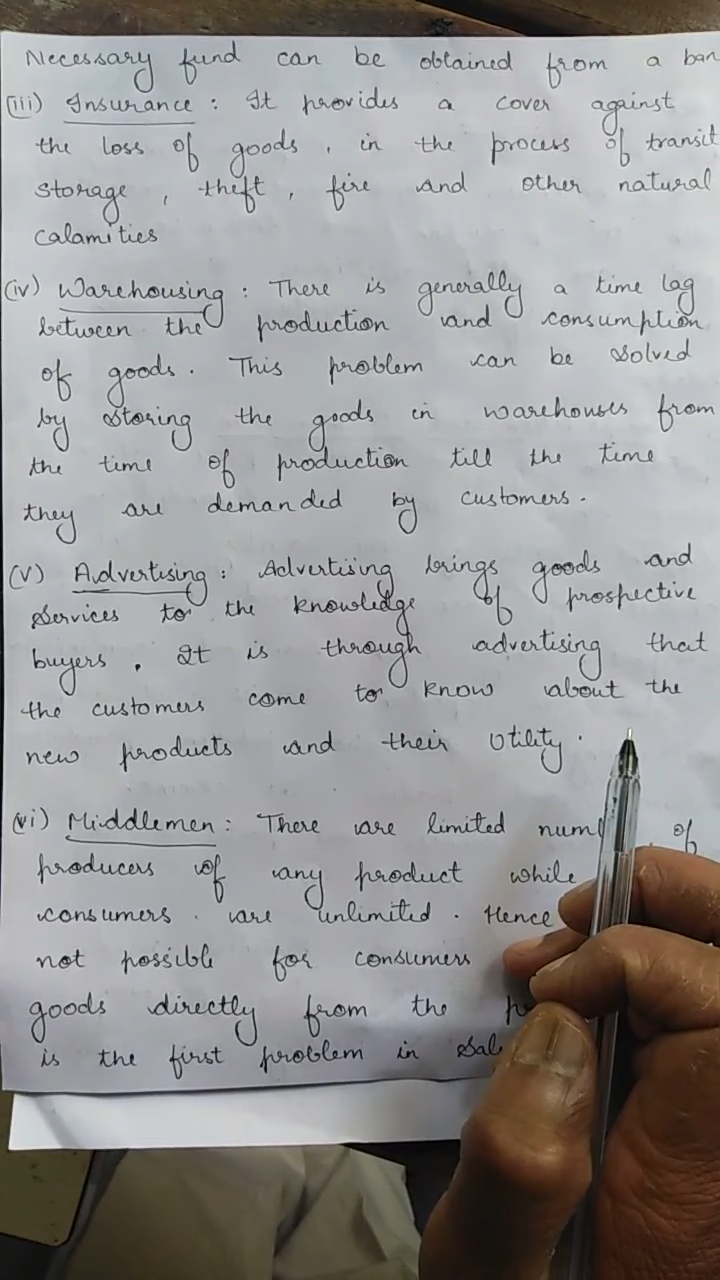 Necessary fund can be obtained from a ban
(iii) Insurance : It provides a cover against
the loss of goods, in the process of transit
storage, theft, fire and other natural
calamities
(iv) Warehousing : There is generally a time lag
between the production and consumption
of goods. This problem can be solved
by storing the goods in warehouses from
the time of production till the time
they are demanded by customers.
(v) Advertising : Advertising brings goods and
services to the knowledge of prospective
buyers. It is through advertising that
the customers come to know about the
new products and their Utility.
(vi) Middlemen : There are limited num of
producers of any product while
consumers are unlimited. Hence
not possible for consumers
goods directly from the
is the first problem in